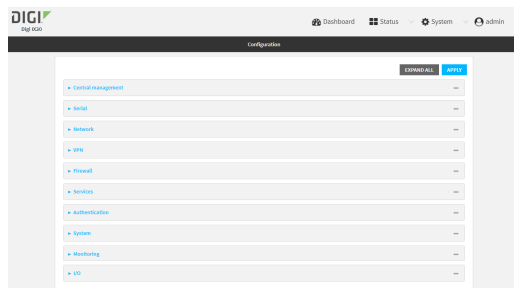 DIGI
Digi IX30
Dashboard Status System admin
Configuration
EXPAND ALL APPLY
Central management
Serial
Network
VPN
Firewall
Services
Authentication
System
Monitoring
I/O